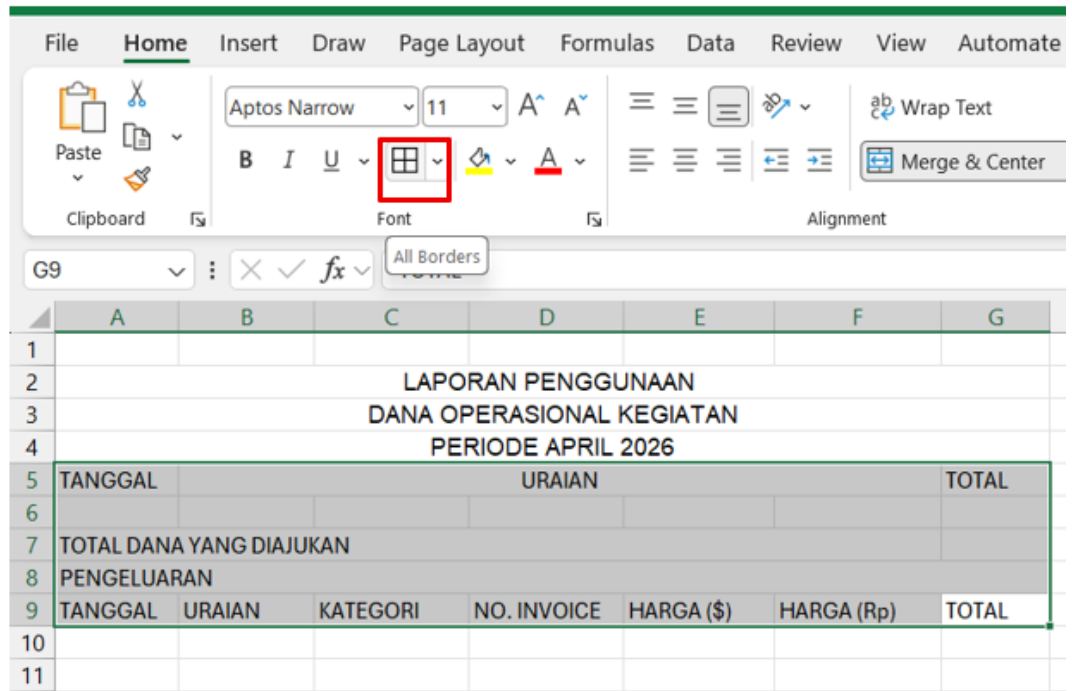 File Home Insert Draw Page Layout Formulas Data Review View Automate
Aptos Narrow 11 A^ A˅ ab Wrap Text
Paste B I U A Merge & Center
Clipboard Font Alignment
G9 fx
All Borders
A B C D E F G
1
2 LAPORAN PENGGUNAAN
3 DANA OPERASIONAL KEGIATAN
4 PERIODE APRIL 2026
5 TANGGAL URAIAN TOTAL
6
7 TOTAL DANA YANG DIAJUKAN
8 PENGELUARAN
9 TANGGAL URAIAN KATEGORI NO. INVOICE HARGA ($) HARGA (Rp) TOTAL
10
11